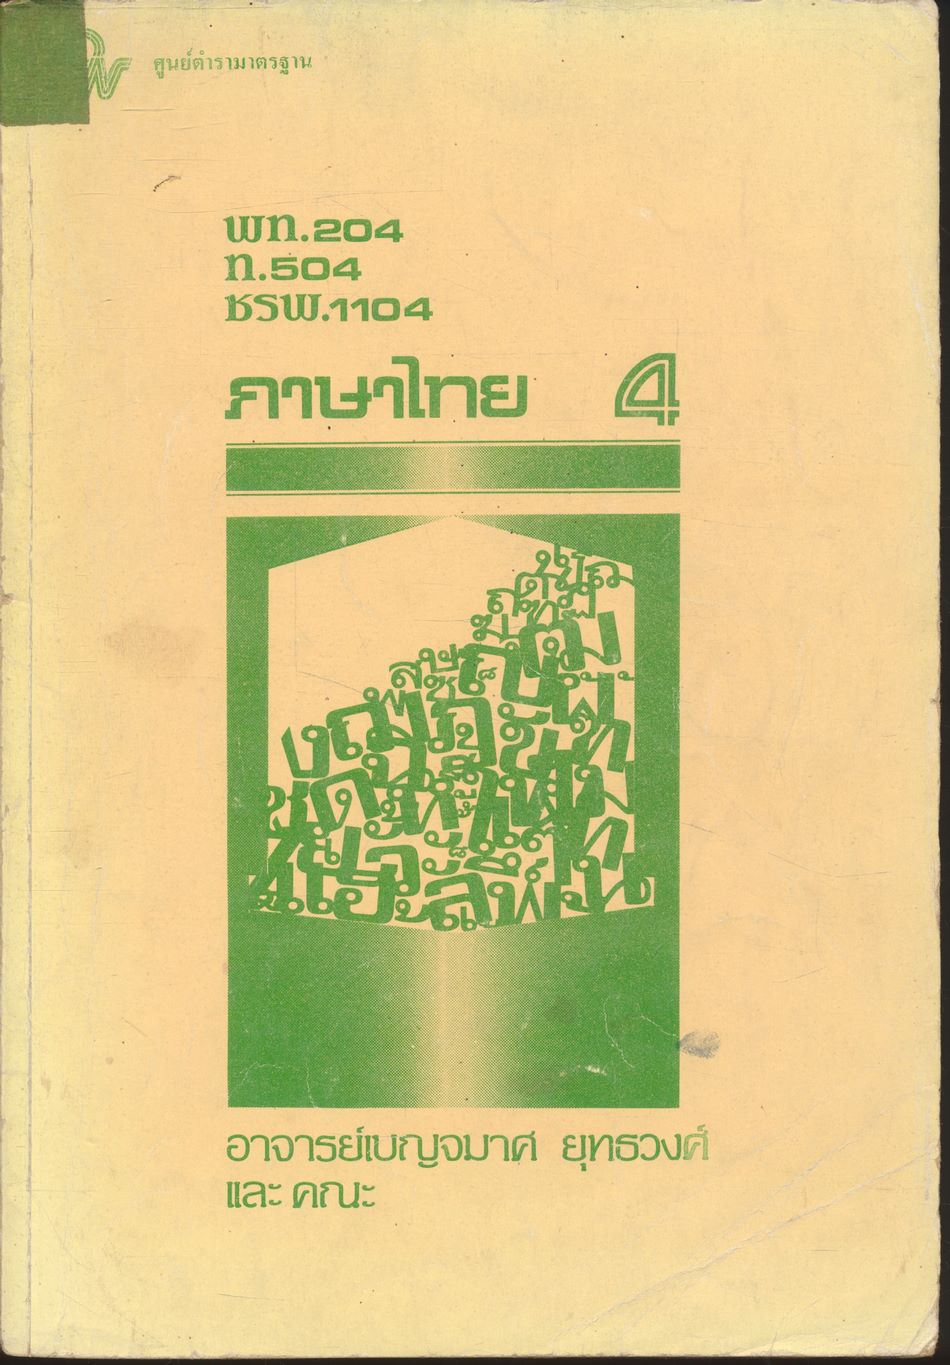 ศูนย์ตำรามาตรฐาน
พท.204
ท.504
ชรพ.1104
ภาษาไทย 4
อาจารย์เบญจมาศ ยุทธวงศ์
และ คณะ